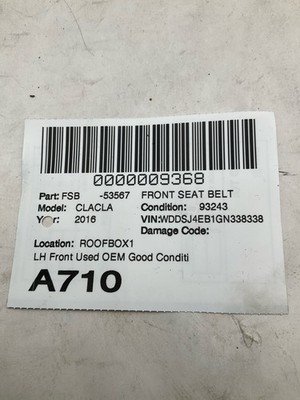 0000009368
Part: FSB -53567 FRONT SEAT BELT
Model: CLACLA Condition: 93243
Year: 2016 VIN:WDDSJ4EB1GN338338
Damage Code:
Location: ROOFBOX1
LH Front Used OEM Good Conditi
A710